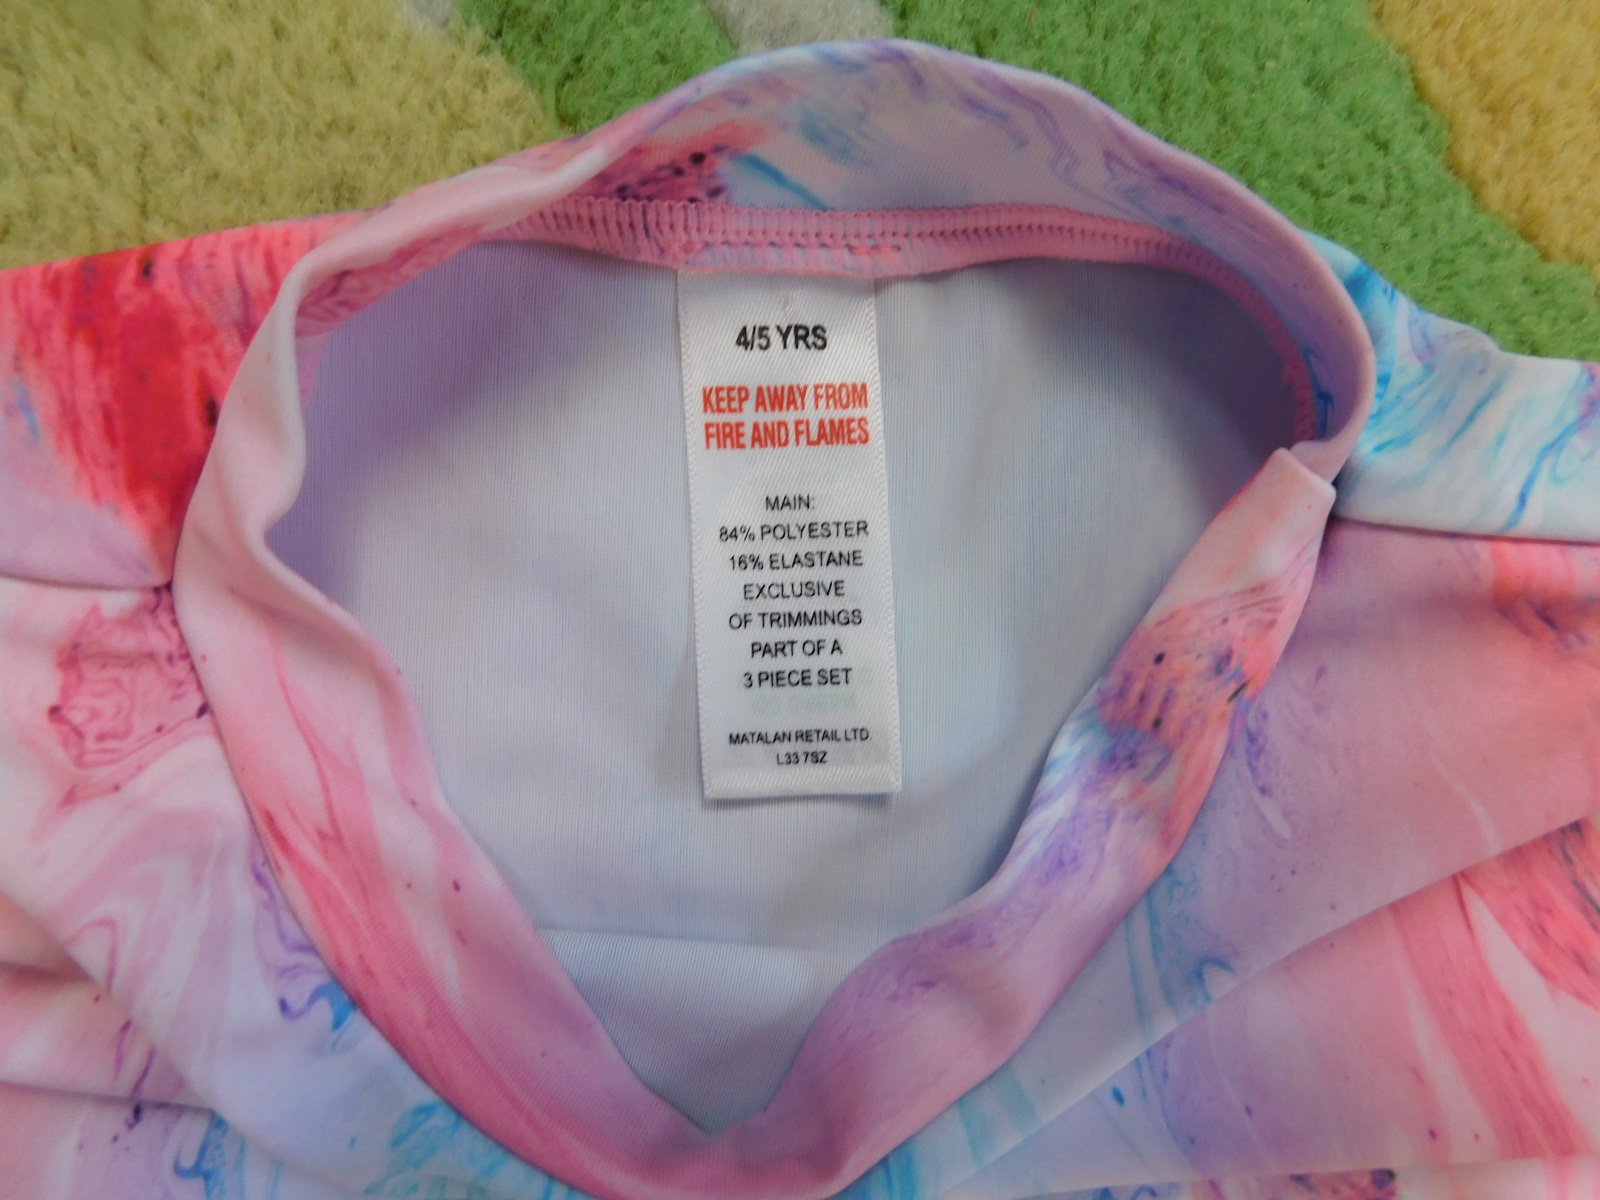 4/5 YRS
KEEP AWAY FROM
FIRE AND FLAMES
MAIN:
84% POLYESTER
16% ELASTANE
EXCLUSIVE
OF TRIMMINGS
PART OF A
3 PIECE SET
MATALAN RETAIL LTD
L33 7SZ